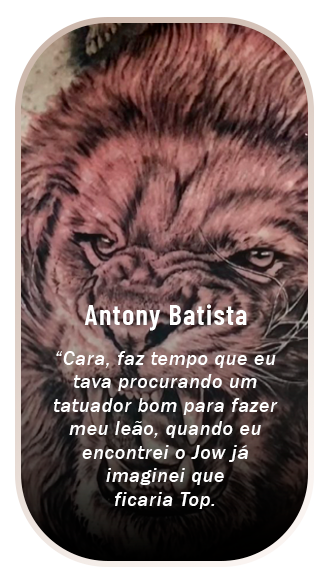 Antony Batista
“Cara, faz tempo que eu
tava procurando um
tatuador bom para fazer
meu leão, quando eu
encontrei o Jow já
imaginei que
ficaria Top.